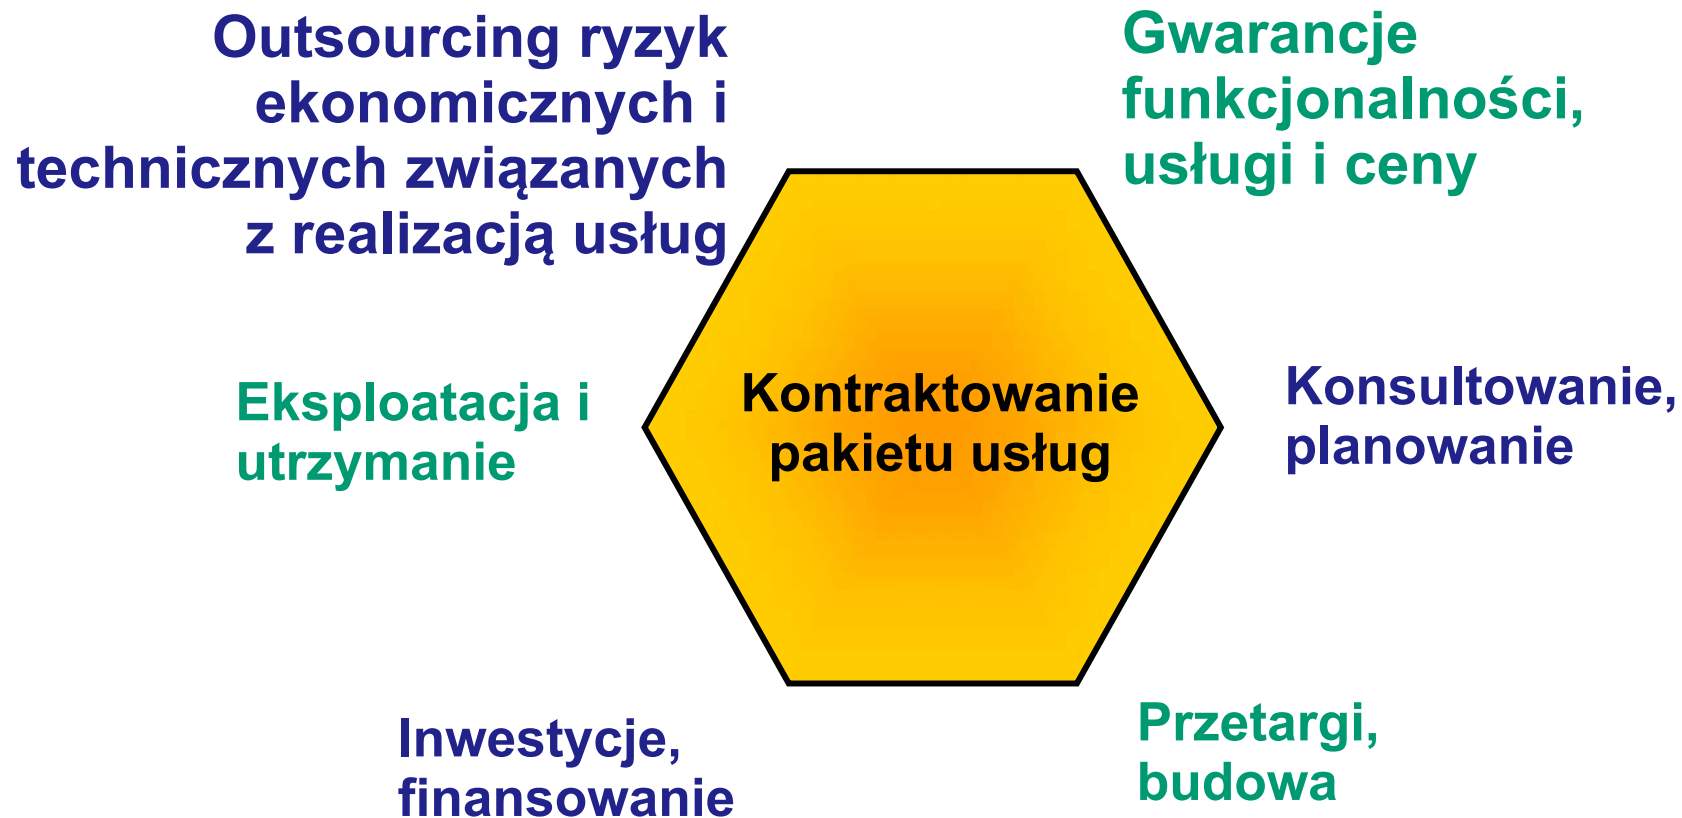 Outsourcing ryzyk
ekonomicznych i
technicznych związanych
z realizacją usług
Gwarancje
funkcjonalności,
usługi i ceny
Eksploatacja i
utrzymanie
Kontraktowanie
pakietu usług
Konsultowanie,
planowanie
Inwestycje,
finansowanie
Przetargi,
budowa